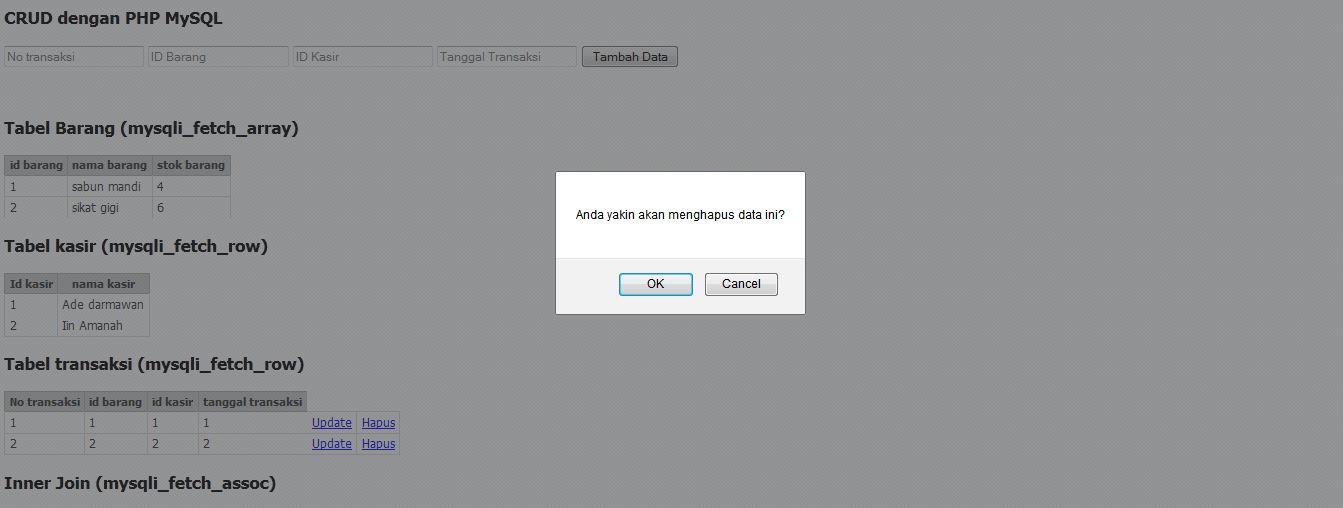 CRUD dengan PHP MySQL
No transaksi ID Barang ID Kasir Tanggal Transaksi Tambah Data
Tabel Barang (mysqli_fetch_array)
id barang nama barang stok barang
1 sabun mandi 4
2 sikat gigi 6
Tabel kasir (mysqli_fetch_row)
Id kasir nama kasir
1 Ade darmawan
2 Iin Amanah
Tabel transaksi (mysqli_fetch_row)
No transaksi id barang id kasir tanggal transaksi
1 1 1 1 Update Hapus
2 2 2 2 Update Hapus
Inner Join (mysqli_fetch_assoc)
Anda yakin akan menghapus data ini?
OK Cancel